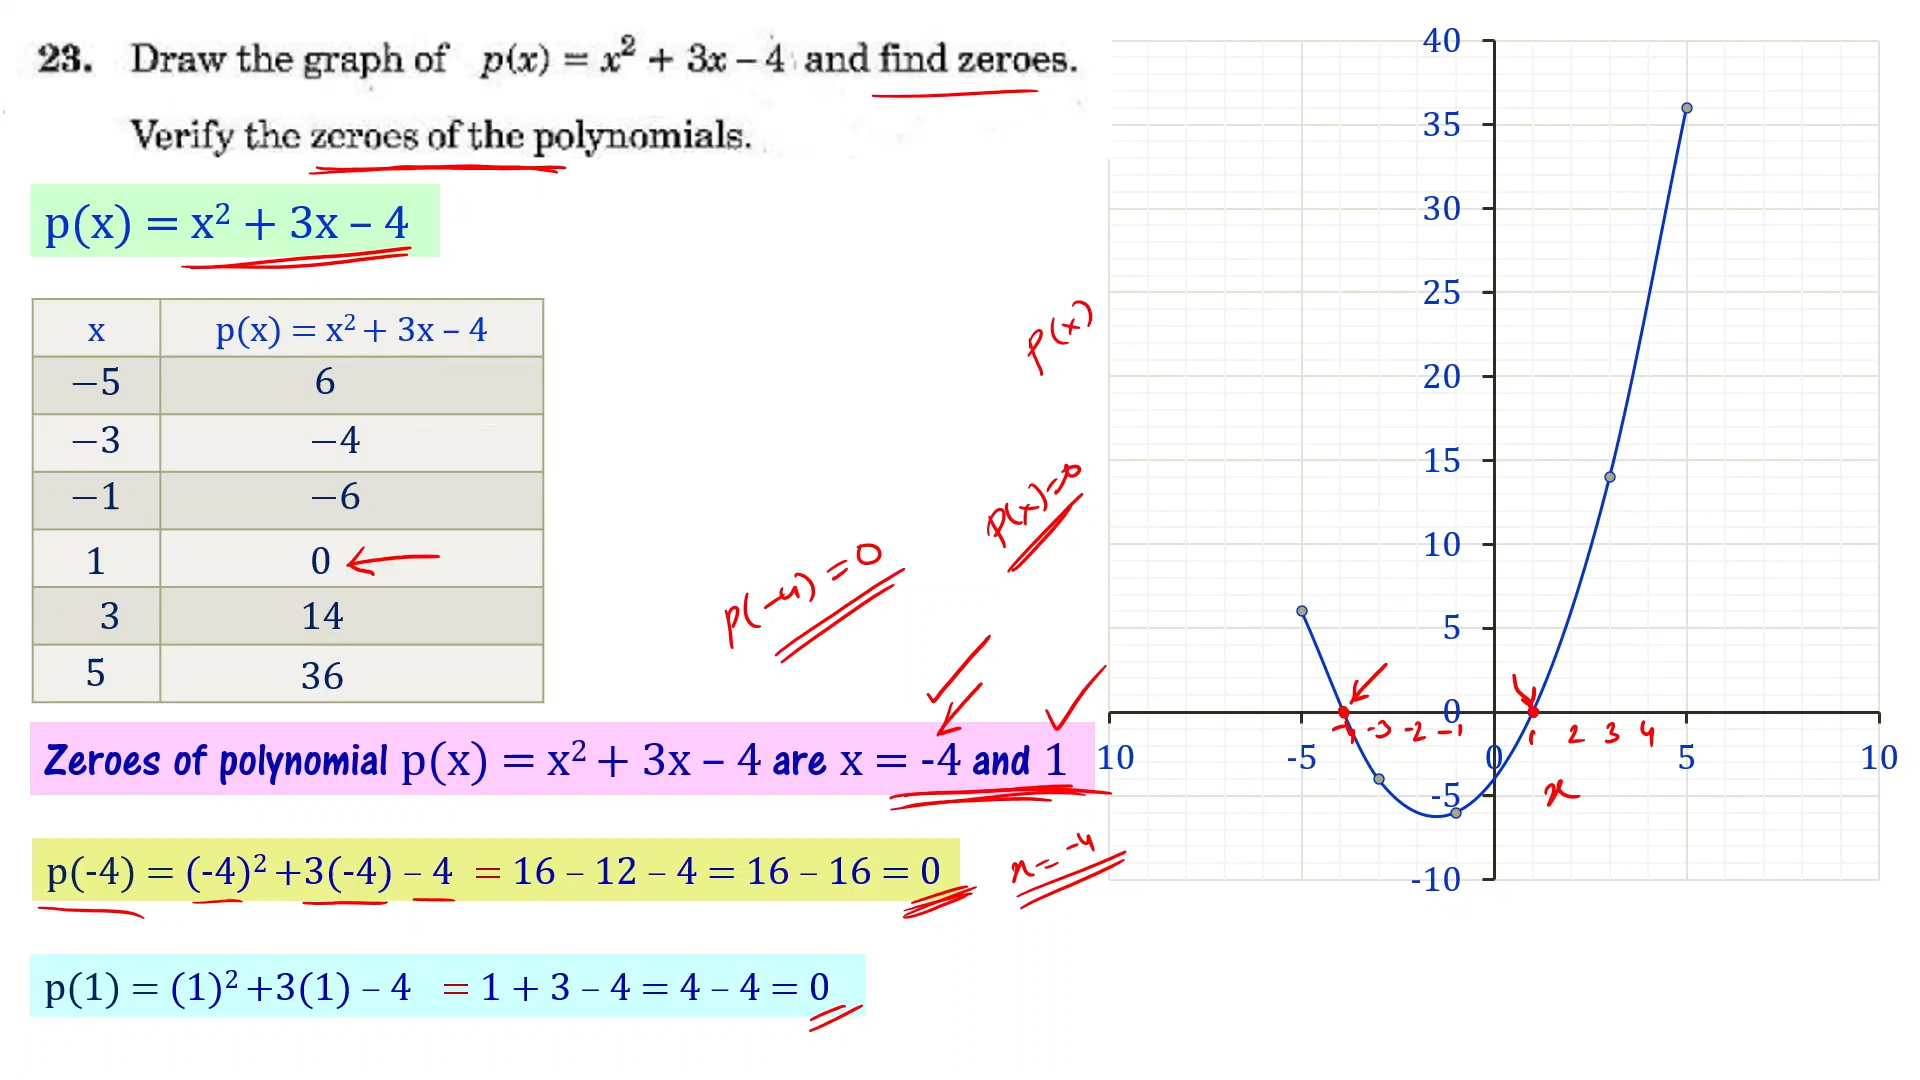 23. Draw the graph of p(x) = x² + 3x – 4 and find zeroes.
Verify the zeroes of the polynomials.
p(x) = x² + 3x – 4
x p(x) = x² + 3x – 4
−5 6
−3 −4
−1 −6
1 0
3 14
5 36
p(x)
p(x)=0
p(-4) = 0
Zeroes of polynomial p(x) = x² + 3x – 4 are x = -4 and 1
p(-4) = (-4)² +3(-4) – 4 = 16 – 12 – 4 = 16 – 16 = 0
x = -4
p(1) = (1)² +3(1) – 4 = 1 + 3 – 4 = 4 – 4 = 0
40
35
30
25
20
15
10
5
0
-4 -3 -2 -1 1 2 3 4
10 -5 0 5 10
-5
x
-10